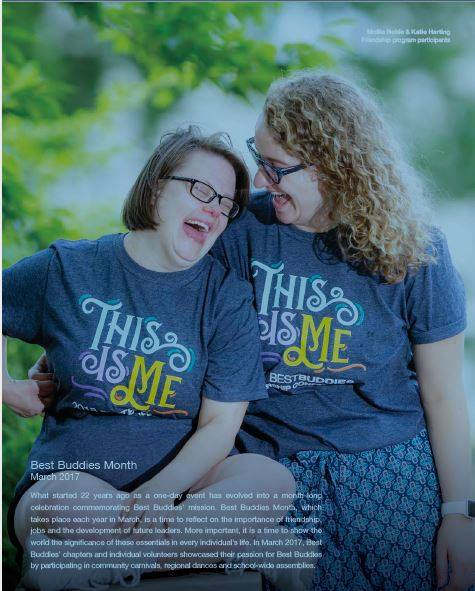 Mollie Noble & Katie Harting
Friendship program participants
THIS
IS ME
THIS
IS ME
BEST BUDDIES
Best Buddies Month
March 2017
What started 22 years ago as a one-day event has evolved into a month-long
celebration commemorating Best Buddies' mission. Best Buddies Month, which
takes place each year in March, is a time to reflect on the importance of friendship,
jobs and the development of future leaders. More important, it is a time to show the
world the significance of these essentials in every individual's life. In March 2017, Best
Buddies' chapters and individual volunteers showcased their passion for Best Buddies
by participating in community carnivals, regional dances and school-wide assemblies.